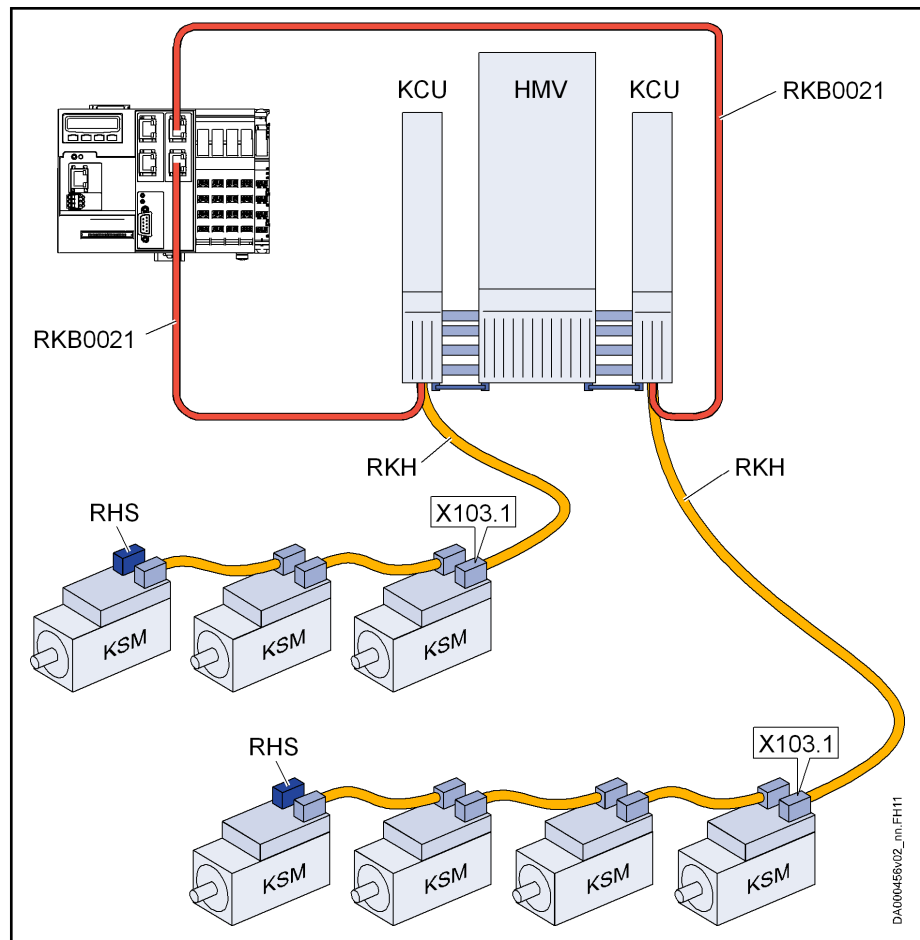 KCU
HMV
KCU
RKB0021
RKB0021
RKH
RKH
RHS
X103.1
KSM
KSM
KSM
RHS
X103.1
KSM
KSM
KSM
KSM
DA000456v02_nn.FH11